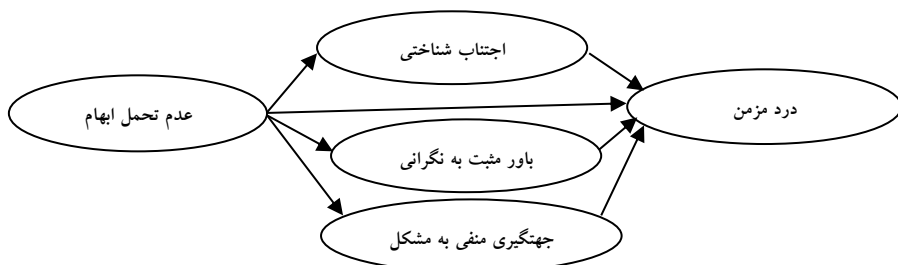 اجتناب شناختی
عدم تحمل ابهام
درد مزمن
باور مثبت به نگرانی
جهتگیری منفی به مشکل